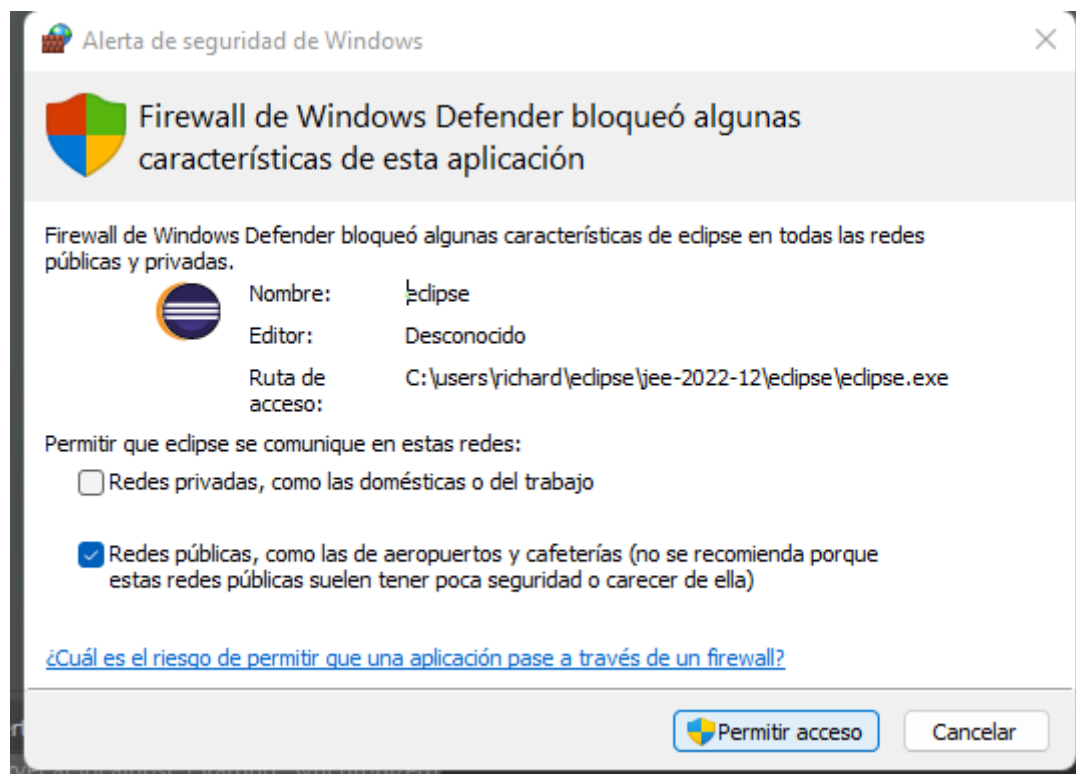 Alerta de seguridad de Windows
Firewall de Windows Defender bloqueó algunas
características de esta aplicación
Firewall de Windows Defender bloqueó algunas características de eclipse en todas las redes
públicas y privadas.
Nombre: eclipse
Editor: Desconocido
Ruta de acceso: C:\users\richard\eclipse\jee-2022-12\eclipse\eclipse.exe
Permitir que eclipse se comunique en estas redes:
Redes privadas, como las domésticas o del trabajo
Redes públicas, como las de aeropuertos y cafeterías (no se recomienda porque
estas redes públicas suelen tener poca seguridad o carecer de ella)
¿Cuál es el riesgo de permitir que una aplicación pase a través de un firewall?
Permitir acceso Cancelar